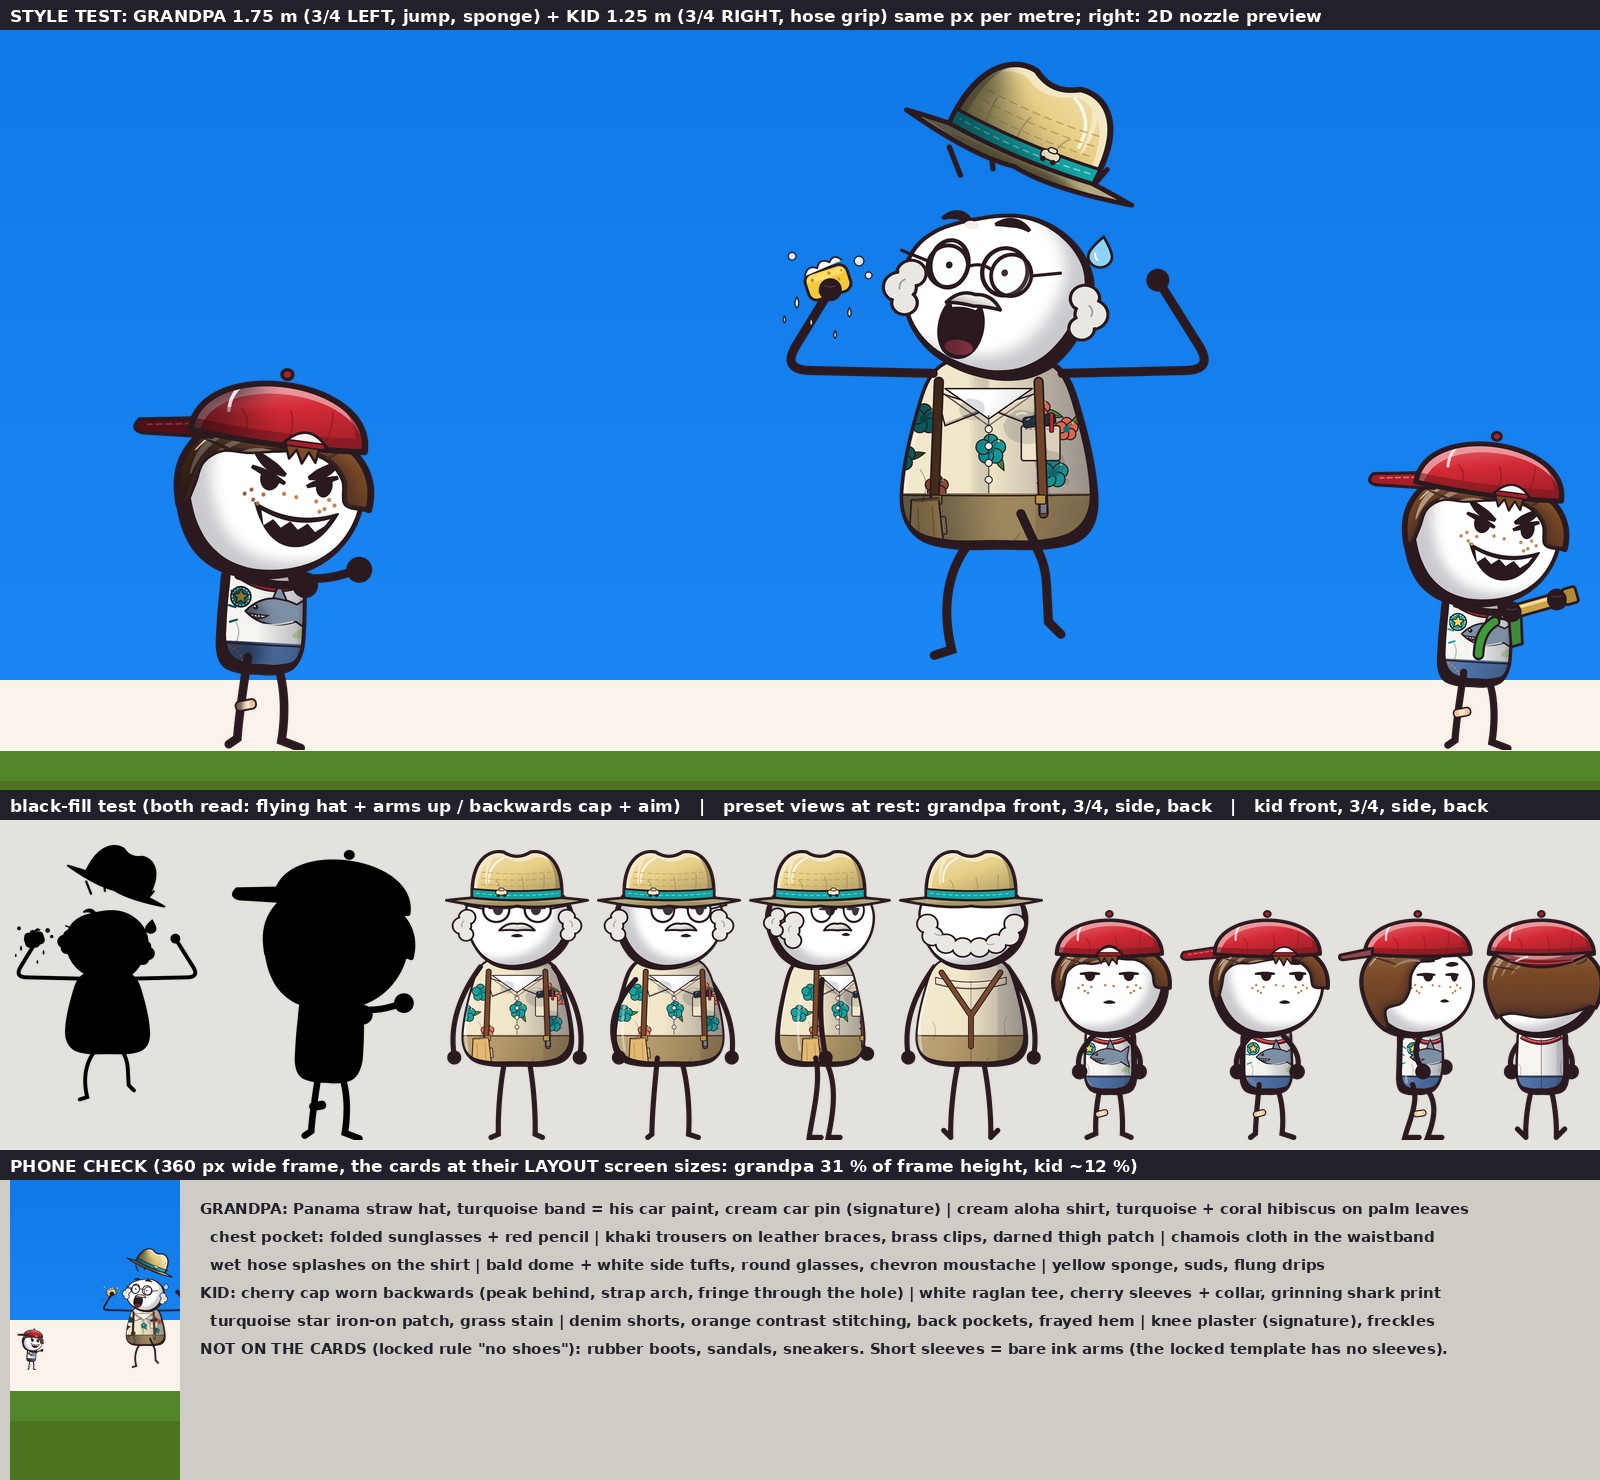 STYLE TEST: GRANDPA 1.75 m (3/4 LEFT, jump, sponge) + KID 1.25 m (3/4 RIGHT, hose grip) same px per metre; right: 2D nozzle preview
black-fill test (both read: flying hat + arms up / backwards cap + aim)   |   preset views at rest: grandpa front, 3/4, side, back   |   kid front, 3/4, side, back
PHONE CHECK (360 px wide frame, the cards at their LAYOUT screen sizes: grandpa 31 % of frame height, kid ~12 %)
GRANDPA: Panama straw hat, turquoise band = his car paint, cream car pin (signature) | cream aloha shirt, turquoise + coral hibiscus on palm leaves
chest pocket: folded sunglasses + red pencil | khaki trousers on leather braces, brass clips, darned thigh patch | chamois cloth in the waistband
wet hose splashes on the shirt | bald dome + white side tufts, round glasses, chevron moustache | yellow sponge, suds, flung drips
KID: cherry cap worn backwards (peak behind, strap arch, fringe through the hole) | white raglan tee, cherry sleeves + collar, grinning shark print
turquoise star iron-on patch, grass stain | denim shorts, orange contrast stitching, back pockets, frayed hem | knee plaster (signature), freckles
NOT ON THE CARDS (locked rule "no shoes"): rubber boots, sandals, sneakers. Short sleeves = bare ink arms (the locked template has no sleeves).